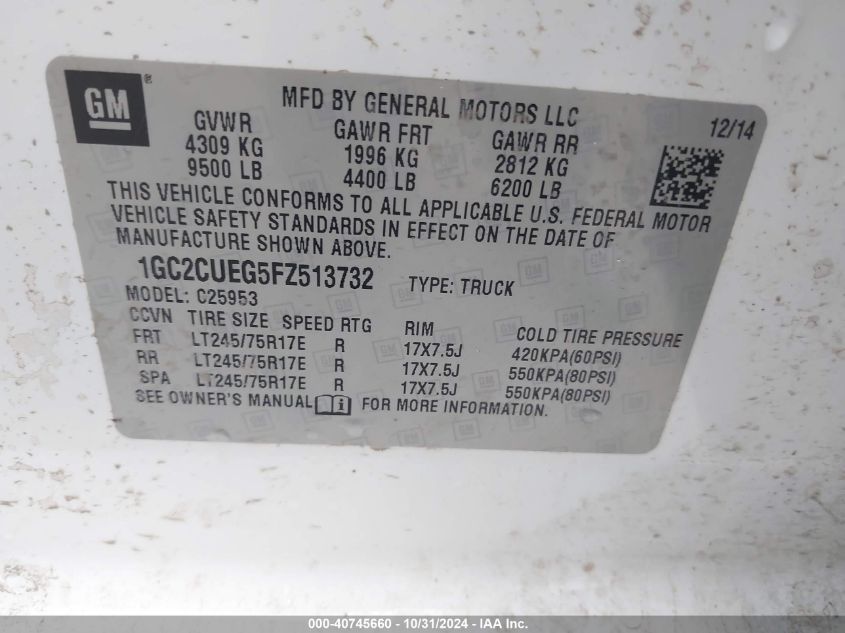 GM ®
MFD BY GENERAL MOTORS LLC
12/14
GVWR GAWR FRT GAWR RR
4309 KG 1996 KG 2812 KG
9500 LB 4400 LB 6200 LB
THIS VEHICLE CONFORMS TO ALL APPLICABLE U.S. FEDERAL MOTOR
VEHICLE SAFETY STANDARDS IN EFFECT ON THE DATE OF
MANUFACTURE SHOWN ABOVE.
1GC2CUEG5FZ513732 TYPE: TRUCK
MODEL: C25953
CCVN TIRE SIZE SPEED RTG RIM COLD TIRE PRESSURE
FRT LT245/75R17E R 17X7.5J 420KPA(60PSI)
RR LT245/75R17E R 17X7.5J 550KPA(80PSI)
SPA LT245/75R17E R 17X7.5J 550KPA(80PSI)
SEE OWNER'S MANUAL FOR MORE INFORMATION.
000-40745660 - 10/31/2024 - IAA Inc.